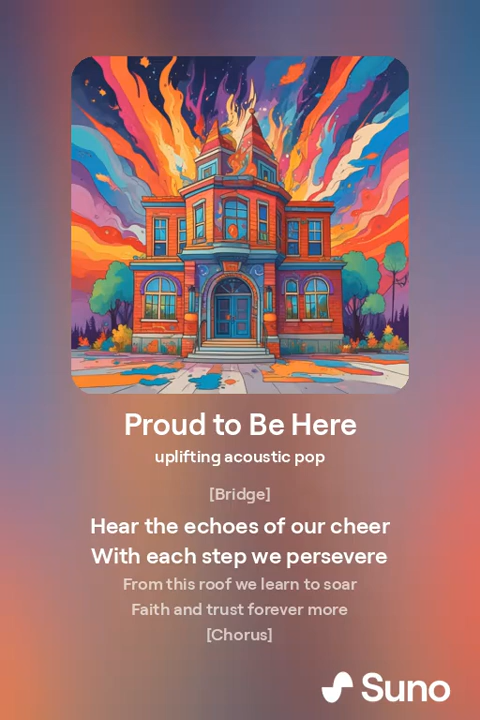 Proud to Be Here
uplifting acoustic pop
[Bridge]
Hear the echoes of our cheer
With each step we persevere
From this roof we learn to soar
Faith and trust forever more
[Chorus]
Suno